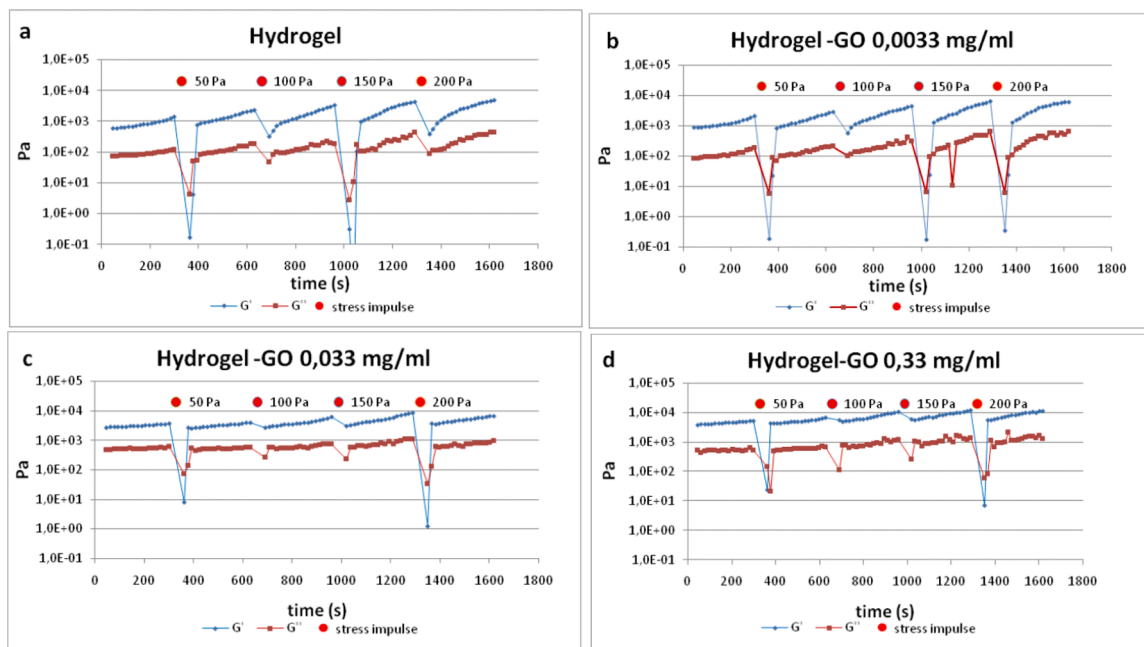 a
Hydrogel
50 Pa 100 Pa 150 Pa 200 Pa
1,0E+05
1,0E+04
1,0E+03
1,0E+02
1,0E+01
1,0E+00
1,0E-01
Pa
0 200 400 600 800 1000 1200 1400 1600 1800
time (s)
G' G'' stress impulse
b
Hydrogel -GO 0,0033 mg/ml
50 Pa 100 Pa 150 Pa 200 Pa
1,0E+05
1,0E+04
1,0E+03
1,0E+02
1,0E+01
1,0E+00
1,0E-01
Pa
0 200 400 600 800 1000 1200 1400 1600 1800
time (s)
G' G'' stress impulse
c
Hydrogel -GO 0,033 mg/ml
50 Pa 100 Pa 150 Pa 200 Pa
1,0E+05
1,0E+04
1,0E+03
1,0E+02
1,0E+01
1,0E+00
1,0E-01
Pa
0 200 400 600 800 1000 1200 1400 1600 1800
time (s)
G' G'' stress impulse
d
Hydrogel-GO 0,33 mg/ml
50 Pa 100 Pa 150 Pa 200 Pa
1,0E+05
1,0E+04
1,0E+03
1,0E+02
1,0E+01
1,0E+00
1,0E-01
Pa
0 200 400 600 800 1000 1200 1400 1600 1800
time (s)
G' G'' stress impulse